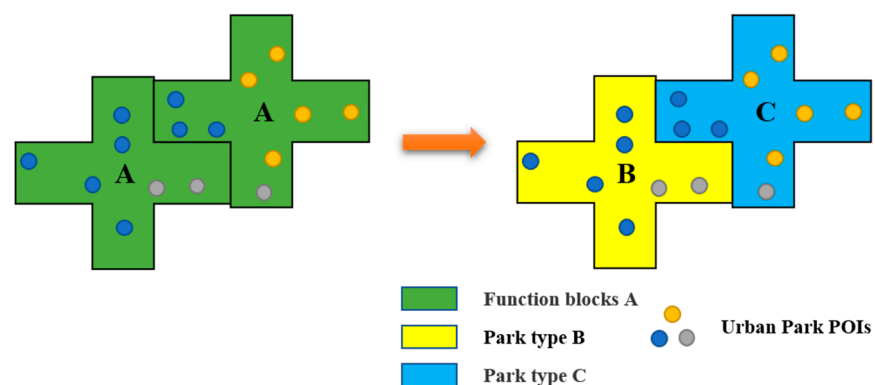 A
A
C
B
Function blocks A
Park type B
Urban Park POIs
Park type C